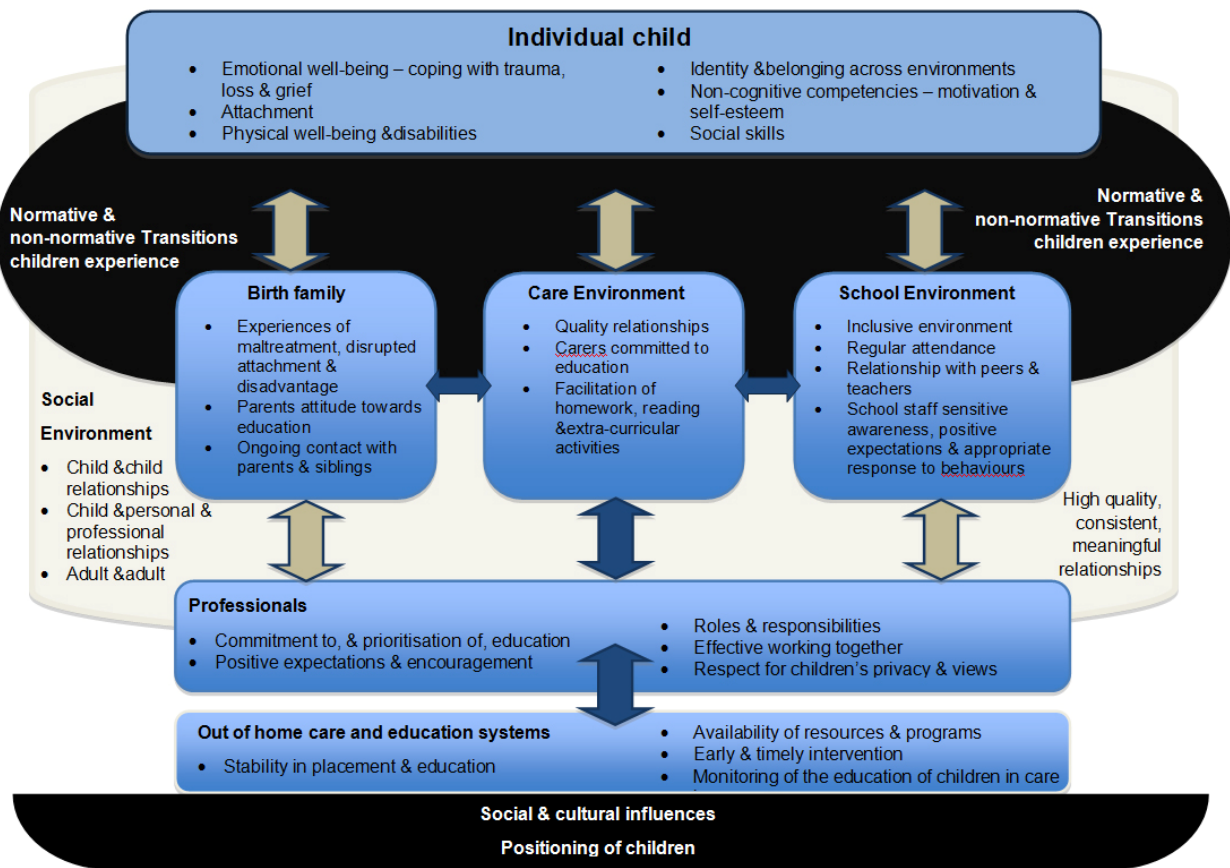 Individual child
• Emotional well-being – coping with trauma,
loss & grief
• Attachment
• Physical well-being &disabilities
• Identity &belonging across environments
• Non-cognitive competencies – motivation &
self-esteem
• Social skills
Normative &
non-normative Transitions
children experience
Normative &
non-normative Transitions
children experience
Birth family
• Experiences of
maltreatment, disrupted
attachment &
disadvantage
• Parents attitude towards
education
• Ongoing contact with
parents & siblings
Care Environment
• Quality relationships
• Carers committed to
education
• Facilitation of
homework, reading
&extra-curricular
activities
School Environment
• Inclusive environment
• Regular attendance
• Relationship with peers &
teachers
• School staff sensitive
awareness, positive
expectations & appropriate
response to behaviours
Social
Environment
• Child &child
relationships
• Child &personal &
professional
relationships
• Adult &adult
High quality,
consistent,
meaningful
relationships
Professionals
• Commitment to, & prioritisation of, education
• Positive expectations & encouragement
• Roles & responsibilities
• Effective working together
• Respect for children’s privacy & views
Out of home care and education systems
• Stability in placement & education
• Availability of resources & programs
• Early & timely intervention
• Monitoring of the education of children in care
Social & cultural influences
Positioning of children